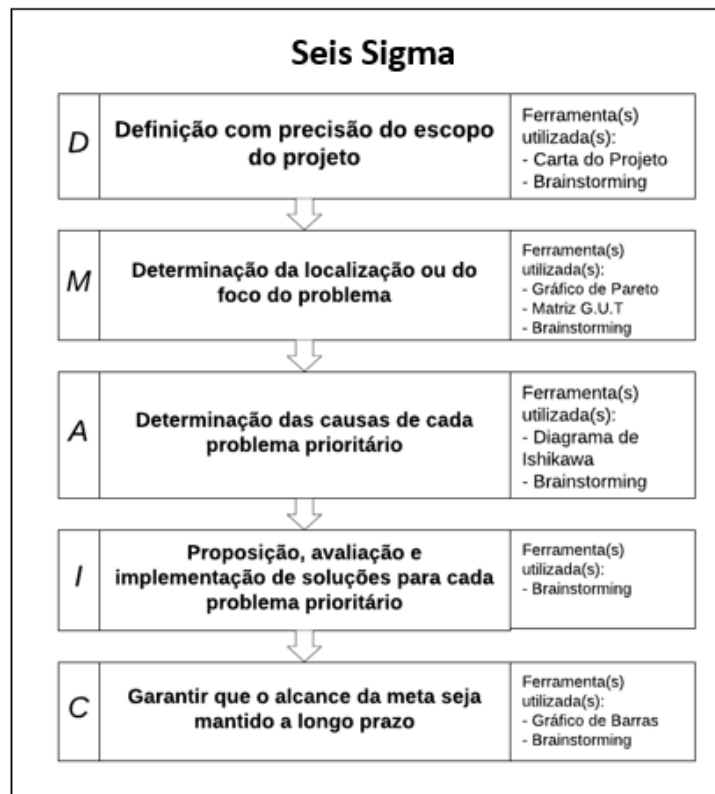 Seis Sigma
D
Definição com precisão do escopo
do projeto
Ferramenta(s)
utilizada(s):
- Carta do Projeto
- Brainstorming
M
Determinação da localização ou do
foco do problema
Ferramenta(s)
utilizada(s):
- Gráfico de Pareto
- Matriz G.U.T
- Brainstorming
A
Determinação das causas de cada
problema prioritário
Ferramenta(s)
utilizada(s):
- Diagrama de
Ishikawa
- Brainstorming
I
Proposição, avaliação e
implementação de soluções para cada
problema prioritário
Ferramenta(s)
utilizada(s):
- Brainstorming
C
Garantir que o alcance da meta seja
mantido a longo prazo
Ferramenta(s)
utilizada(s):
- Gráfico de Barras
- Brainstorming